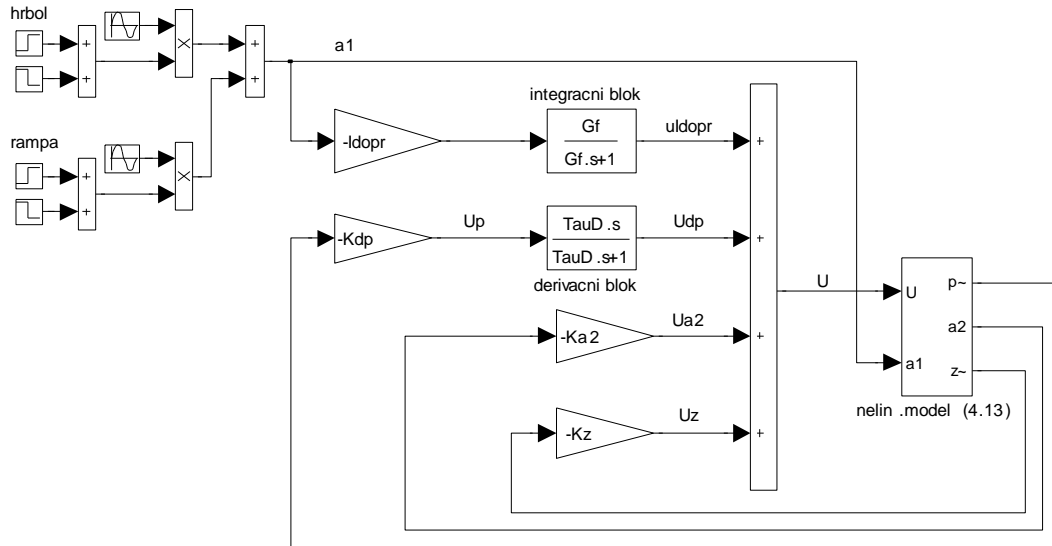 hrbol
+
+
×
+
+
a1
rampa
+
+
×
-Idopr
integracni blok
Gf
Gf.s+1
uIdopr
+
-Kdp
Up
TauD.s
TauD.s+1
derivacni blok
Udp
+
-Ka2
Ua2
+
-Kz
Uz
+
U
U
a1
p~
a2
z~
nelin .model (4.13)